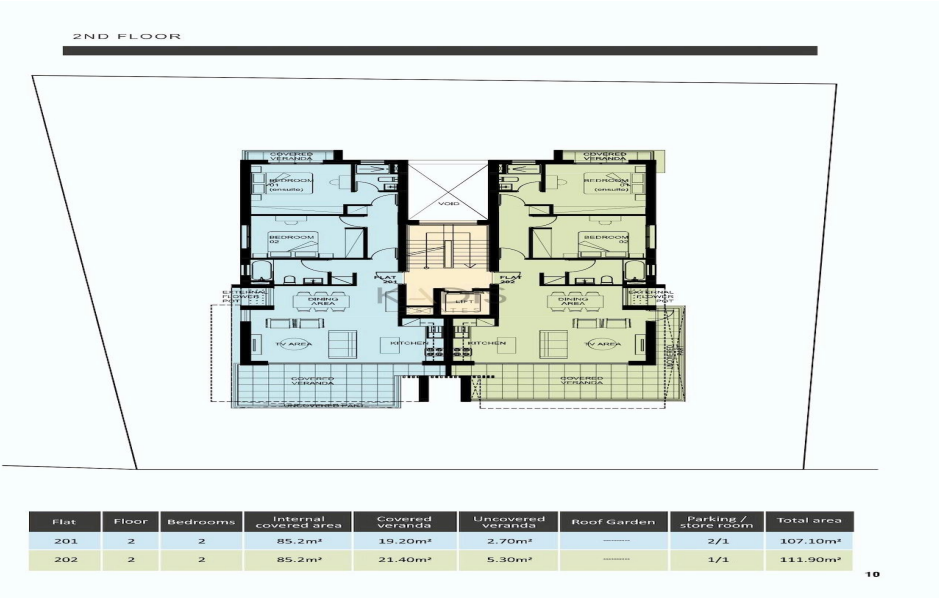 2ND FLOOR
COVERED
VERANDA
COVERED
VERANDA
BEDROOM
01
(ensuite)
BEDROOM
01
(ensuite)
VOID
BEDROOM
02
BEDROOM
02
FLAT
201
FLAT
202
EXTERNAL
FLOWER
POT
DINING
AREA
LIFT
DINING
AREA
EXTERNAL
FLOWER
POT
TV AREA
KITCHEN
KITCHEN
TV AREA
COVERED
VERANDA
UNCOVERED PART
COVERED
VERANDA
UNCOVERED
PART
Flat Floor Bedrooms Internal covered area Covered veranda Uncovered veranda Roof Garden Parking / store room Total area
201 2 2 85.2m² 19.20m² 2.70m² -------- 2/1 107.10m²
202 2 2 85.2m² 21.40m² 5.30m² -------- 1/1 111.90m²
10